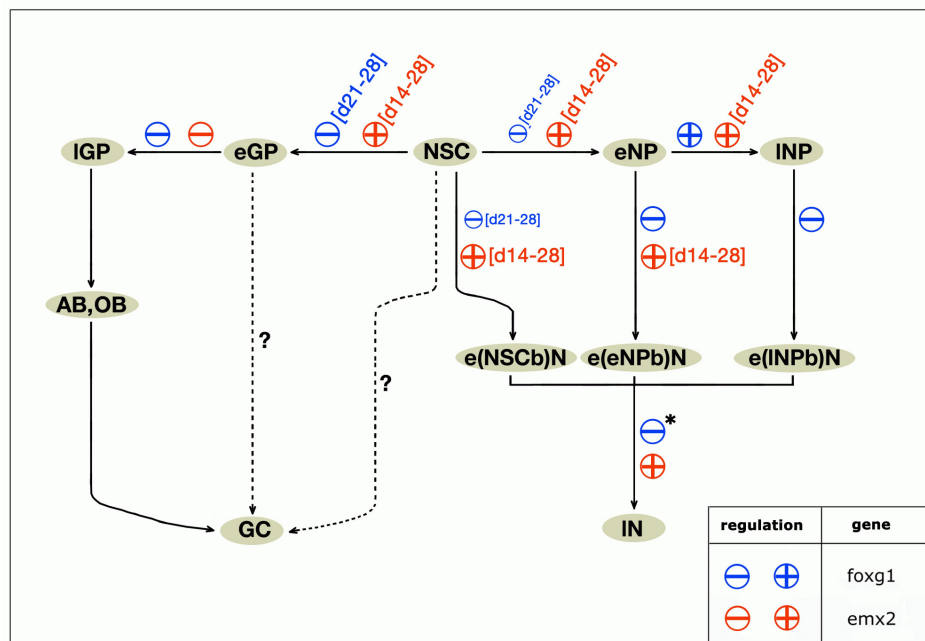 [d21-28]
[d14-28]
[d21-28]
[d14-28]
[d14-28]
lGP
eGP
NSC
eNP
lNP
[d21-28]
[d14-28]
[d14-28]
AB,OB
?
e(NSCb)N
e(eNPb)N
e(lNPb)N
?
*
GC
IN
regulation
gene
foxg1
emx2